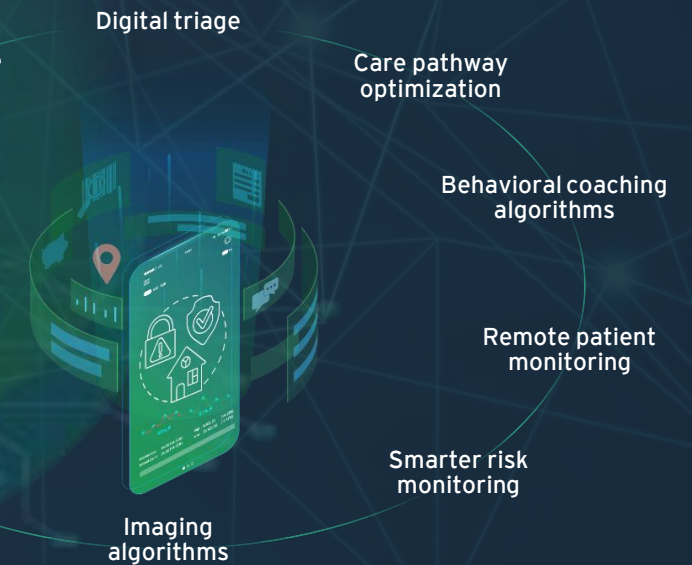 Digital triage
Care pathway
optimization
Behavioral coaching
algorithms
Remote patient
monitoring
Smarter risk
monitoring
Imaging
algorithms